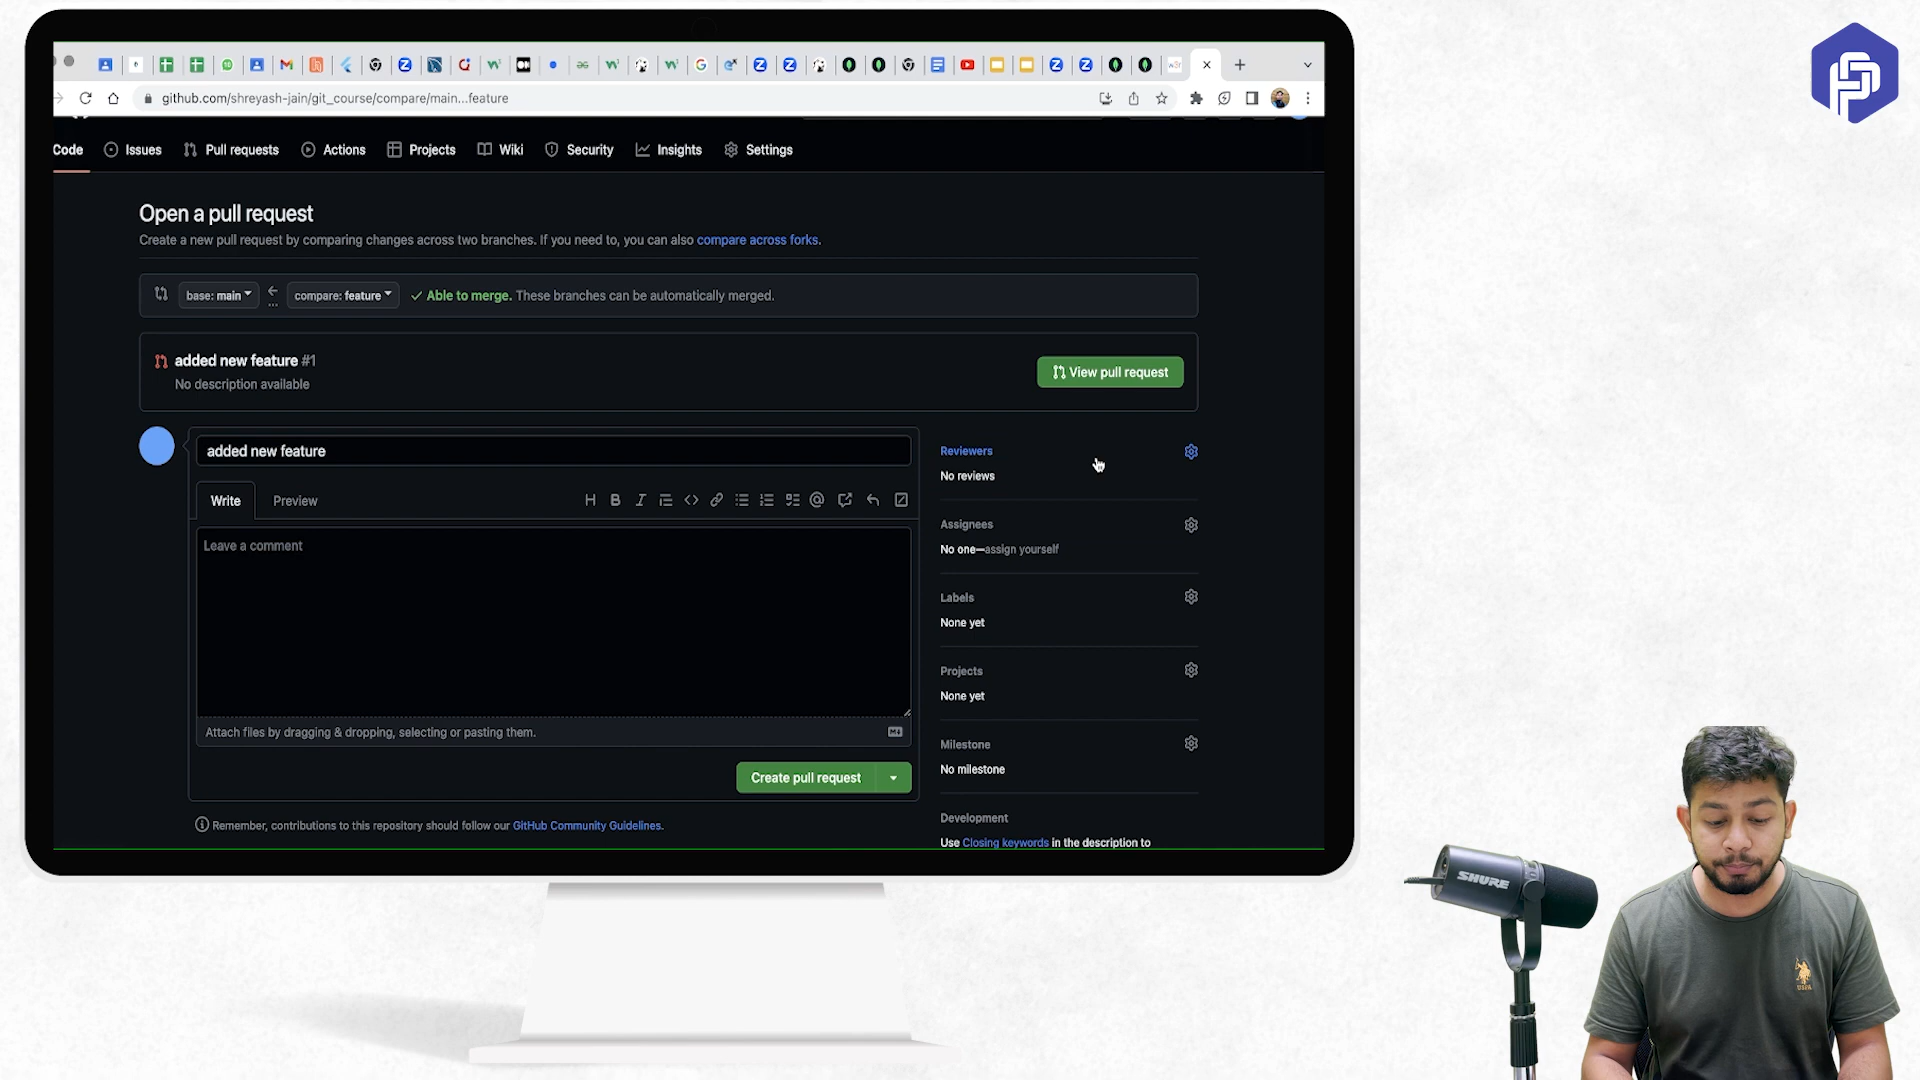 github.com/shreyash-jain/git_course/compare/main...feature
Code Issues Pull requests Actions Projects Wiki Security Insights Settings
Open a pull request
Create a new pull request by comparing changes across two branches. If you need to, you can also compare across forks.
base: main compare: feature Able to merge. These branches can be automatically merged.
added new feature #1
No description available
View pull request
added new feature
Write Preview
Leave a comment
Attach files by dragging & dropping, selecting or pasting them.
Create pull request
Remember, contributions to this repository should follow our GitHub Community Guidelines.
Reviewers
No reviews
Assignees
No one—assign yourself
Labels
None yet
Projects
None yet
Milestone
No milestone
Development
Use Closing keywords in the description to
SHURE